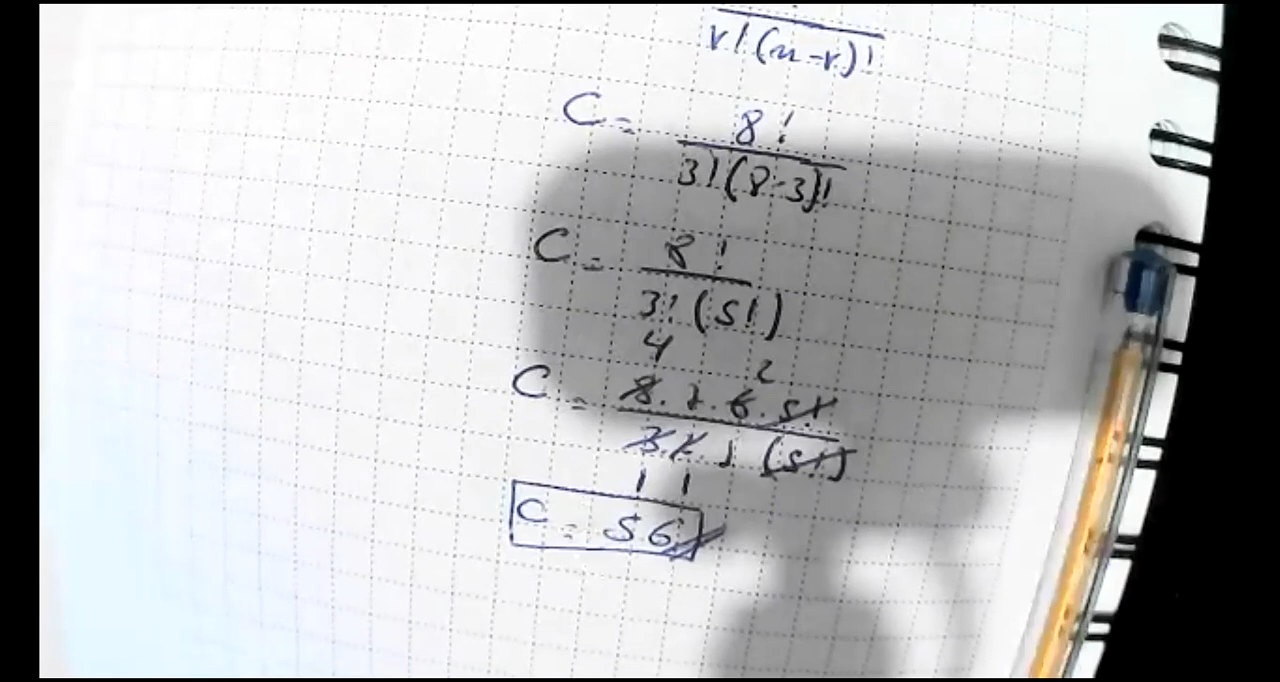 r!(n-r)!
C = 8!
3!(8-3)!
C = 8!
3!(5!)
4 2
C = 8.7.6.5!
3.2.1 (5!)
1 1
C = 56